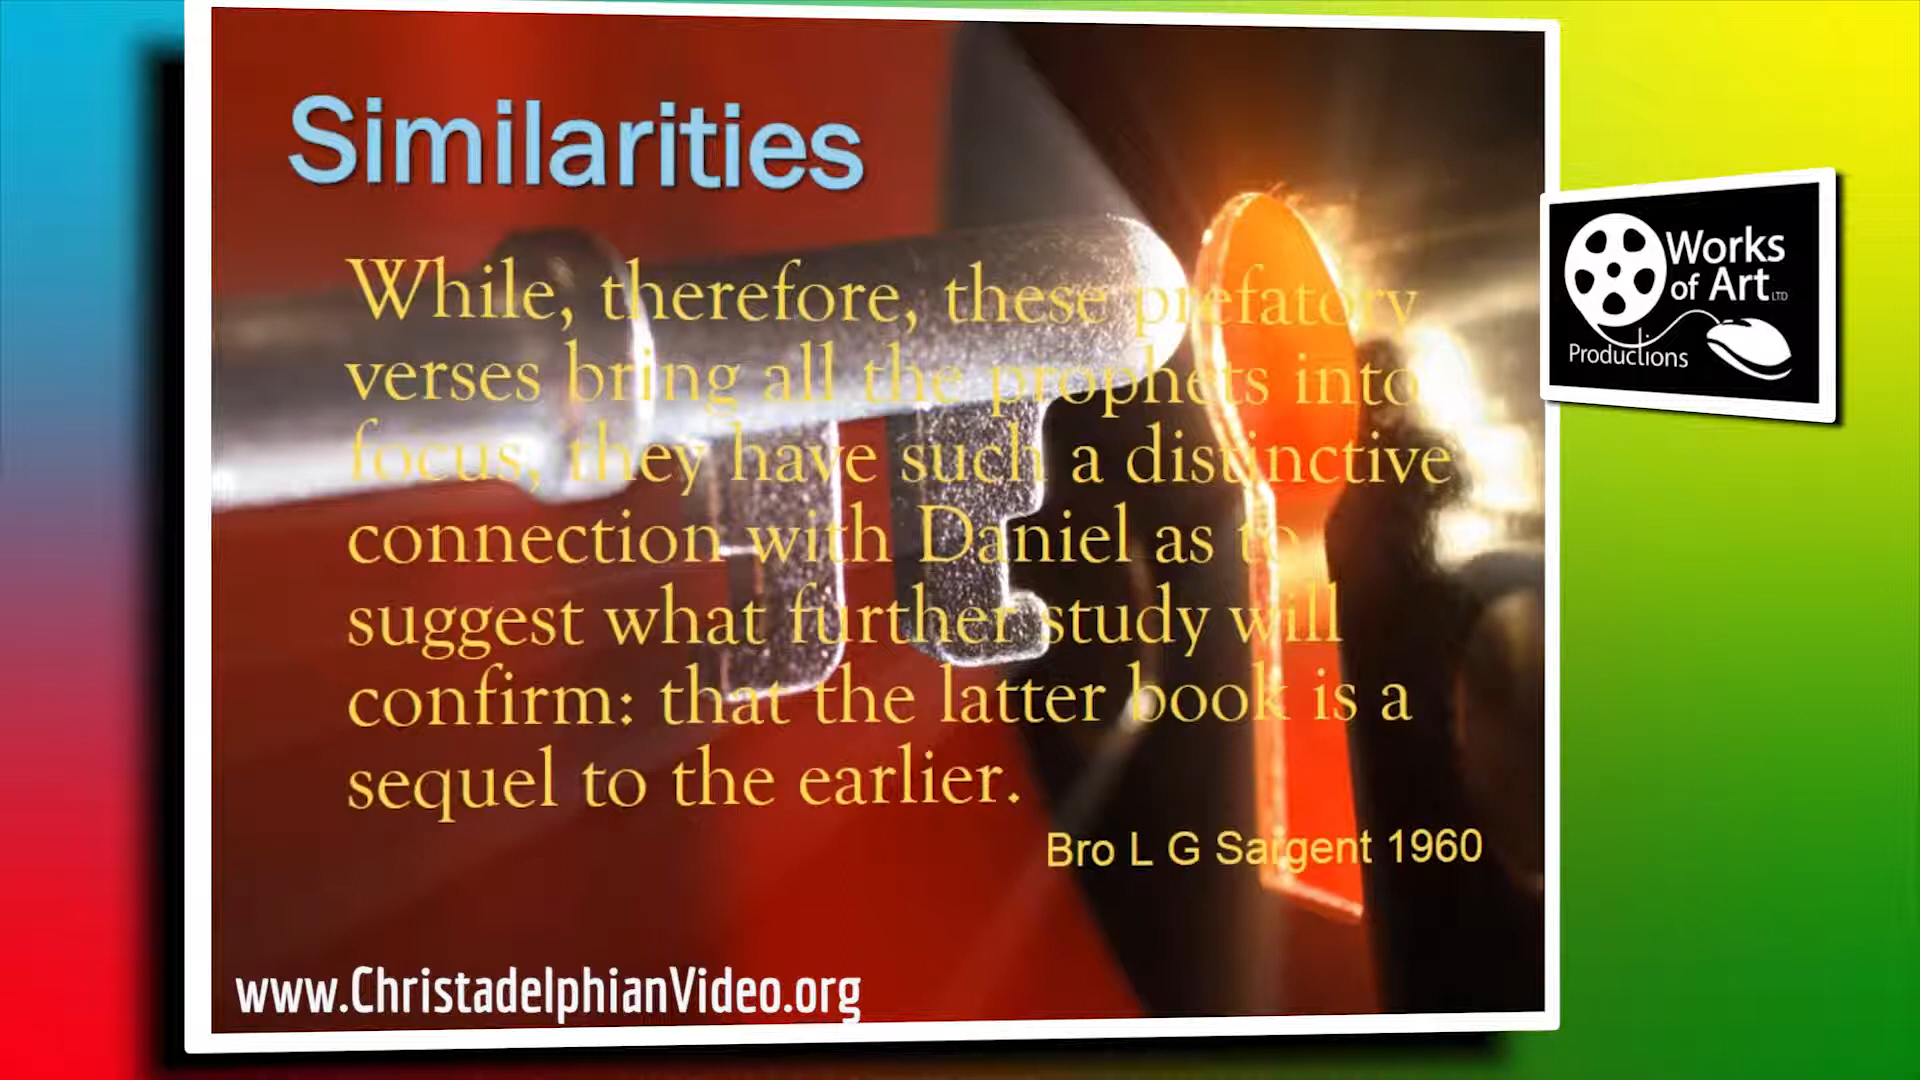 Similarities
While, therefore, these prefatory
verses bring all the prophets into
focus, they have such a distinctive
connection with Daniel as to
suggest what further study will
confirm: that the latter book is a
sequel to the earlier.
Bro L G Sargent 1960
www.ChristadelphianVideo.org
Works
of Art LTD
Productions